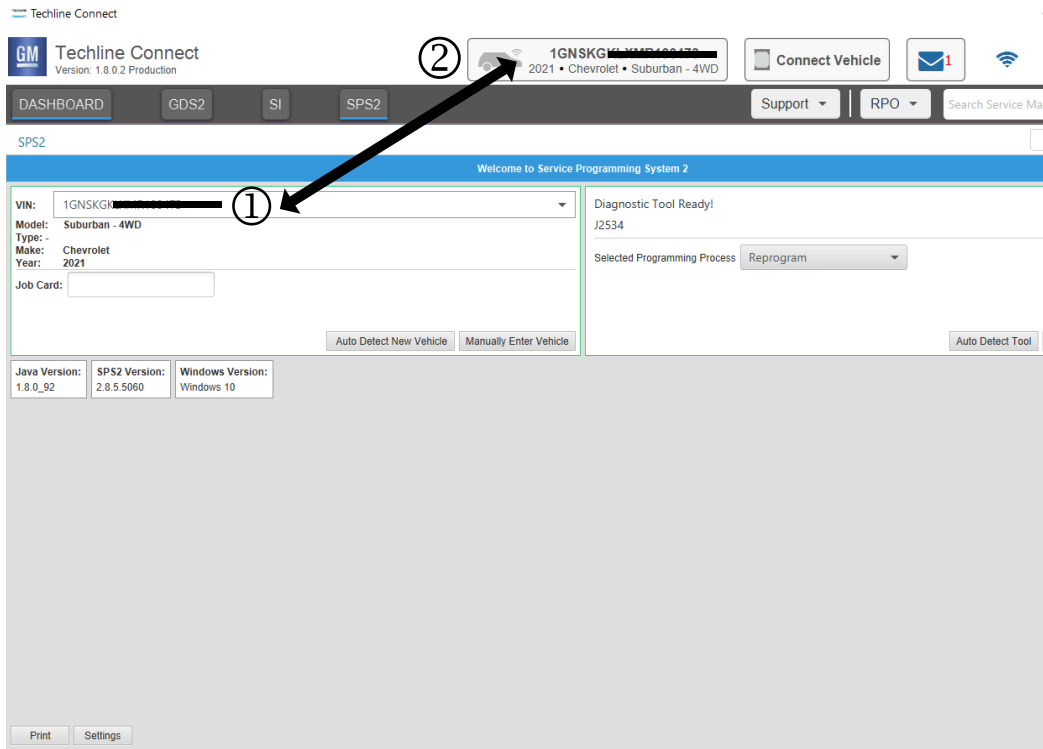 Techline Connect
GM
Techline Connect
Version: 1.8.0.2 Production
②
1GNSKG
2021 • Chevrolet • Suburban - 4WD
Connect Vehicle
1
DASHBOARD
GDS2
SI
SPS2
Support
RPO
Search Service Ma
SPS2
Welcome to Service Programming System 2
VIN:
1GNSKGK
①
Model: Suburban - 4WD
Type: -
Make: Chevrolet
Year: 2021
Job Card:
Auto Detect New Vehicle
Manually Enter Vehicle
Diagnostic Tool Ready!
J2534
Selected Programming Process
Reprogram
Auto Detect Tool
Java Version:
1.8.0_92
SPS2 Version:
2.8.5.5060
Windows Version:
Windows 10
Print
Settings